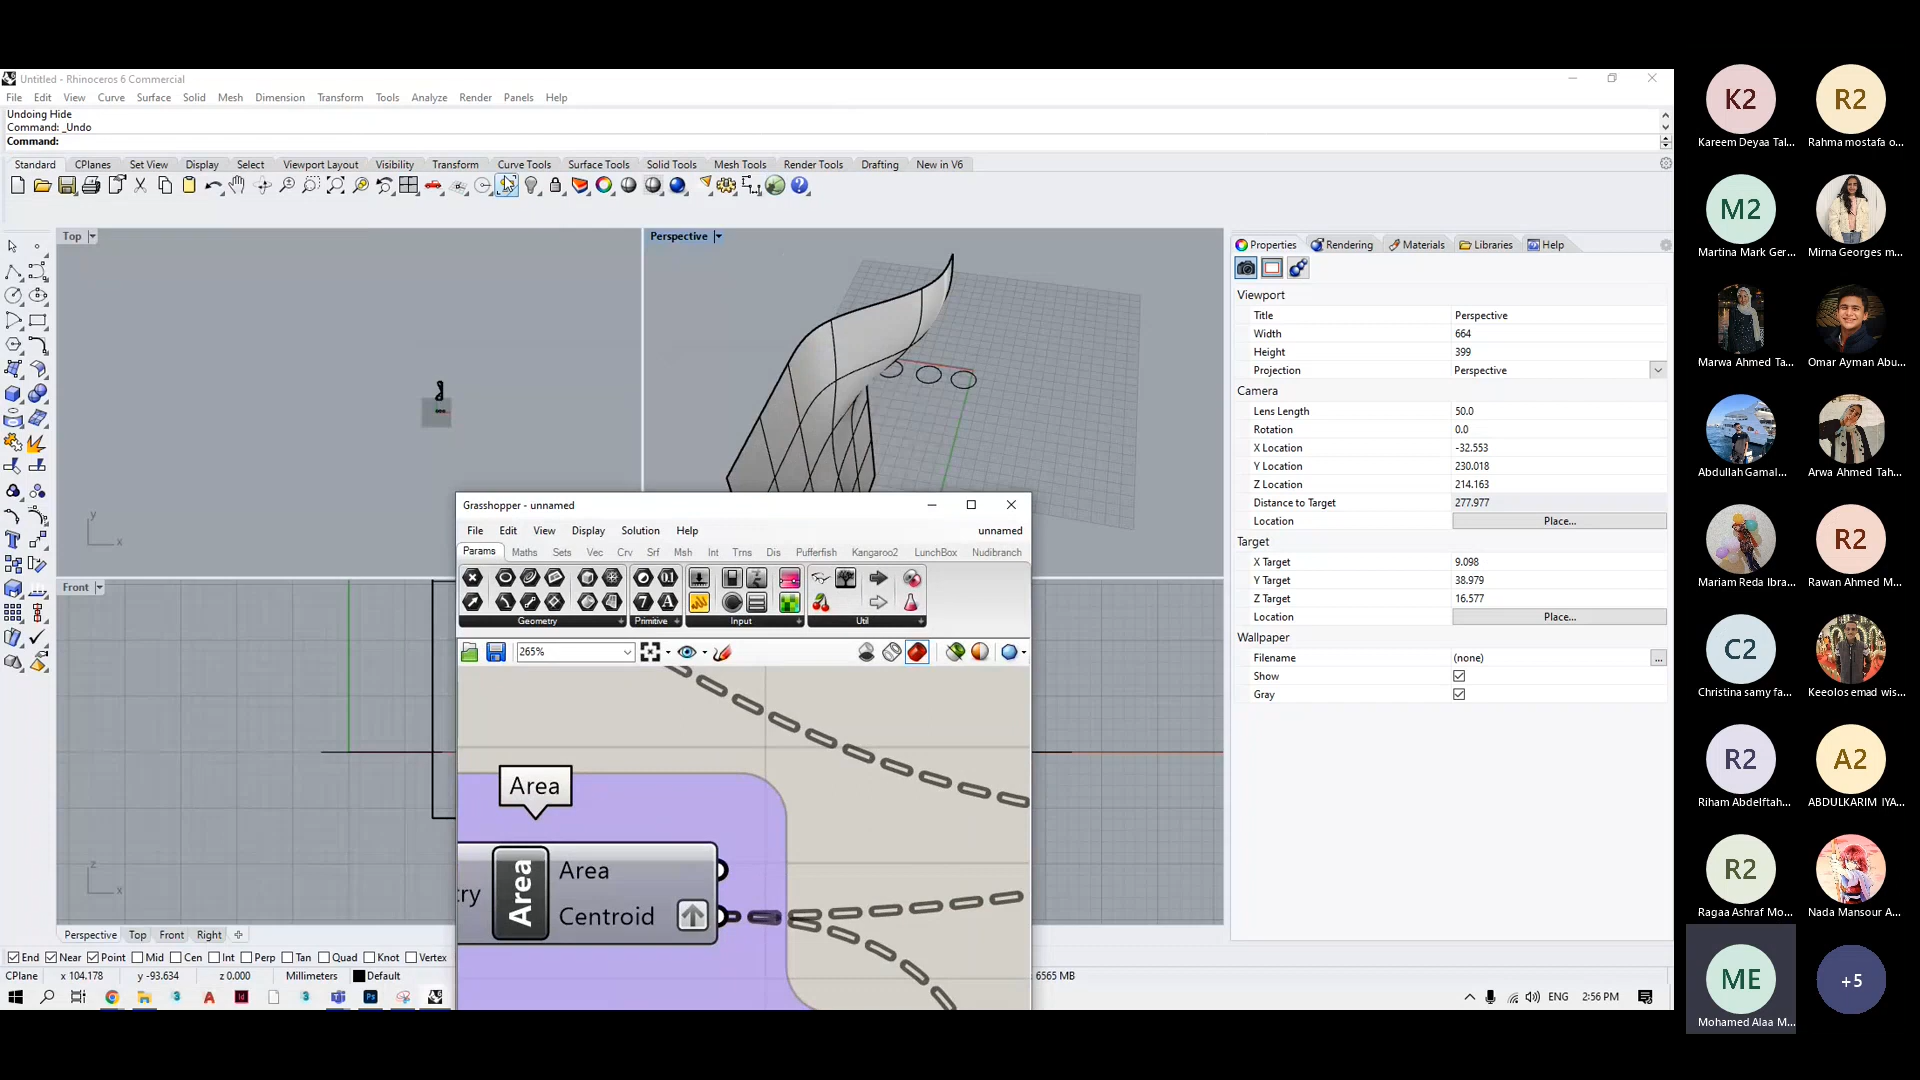 Untitled - Rhinoceros 6 Commercial
File Edit View Curve Surface Solid Mesh Dimension Transform Tools Analyze Render Panels Help
Undoing Hide
Command: _Undo
Command:
Standard CPlanes Set View Display Select Viewport Layout Visibility Transform Curve Tools Surface Tools Solid Tools Mesh Tools Render Tools Drafting New in V6
Top
Perspective
Properties Rendering Materials Libraries Help
Viewport
Title Perspective
Width 664
Height 399
Projection Perspective
Camera
Lens Length 50.0
Rotation 0.0
X Location -32.553
Y Location 230.018
Z Location 214.163
Distance to Target 277.977
Location Place...
Target
X Target 9.098
Y Target 38.979
Z Target 16.577
Location Place...
Wallpaper
Filename (none) ...
Show
Gray
y
x
Front
z
x
Grasshopper - unnamed
File Edit View Display Solution Help unnamed
Params Maths Sets Vec Crv Srf Msh Int Trns Dis Pufferfish Kangaroo2 LunchBox Nudibranch
Geometry Primitive Input Util
265%
Area
Area
Area
try
Centroid
Perspective Top Front Right
End Near Point Mid Cen Int Perp Tan Quad Knot Vertex
CPlane x 104.178 y -93.634 z 0.000 Millimeters Default
6565 MB
ENG 2:56 PM
K2 R2
Kareem Deyaa Tal... Rahma mostafa o...
M2
Martina Mark Ger... Mirna Georges m...
Marwa Ahmed Ta... Omar Ayman Abu...
Abdullah Gamal... Arwa Ahmed Tah...
R2
Mariam Reda Ibra... Rawan Ahmed M...
C2
Christina samy fa... Keeolos emad wis...
R2 A2
Riham Abdelftah... ABDULKARIM IYA...
R2
Ragaa Ashraf Mo... Nada Mansour A...
ME +5
Mohamed Alaa M...